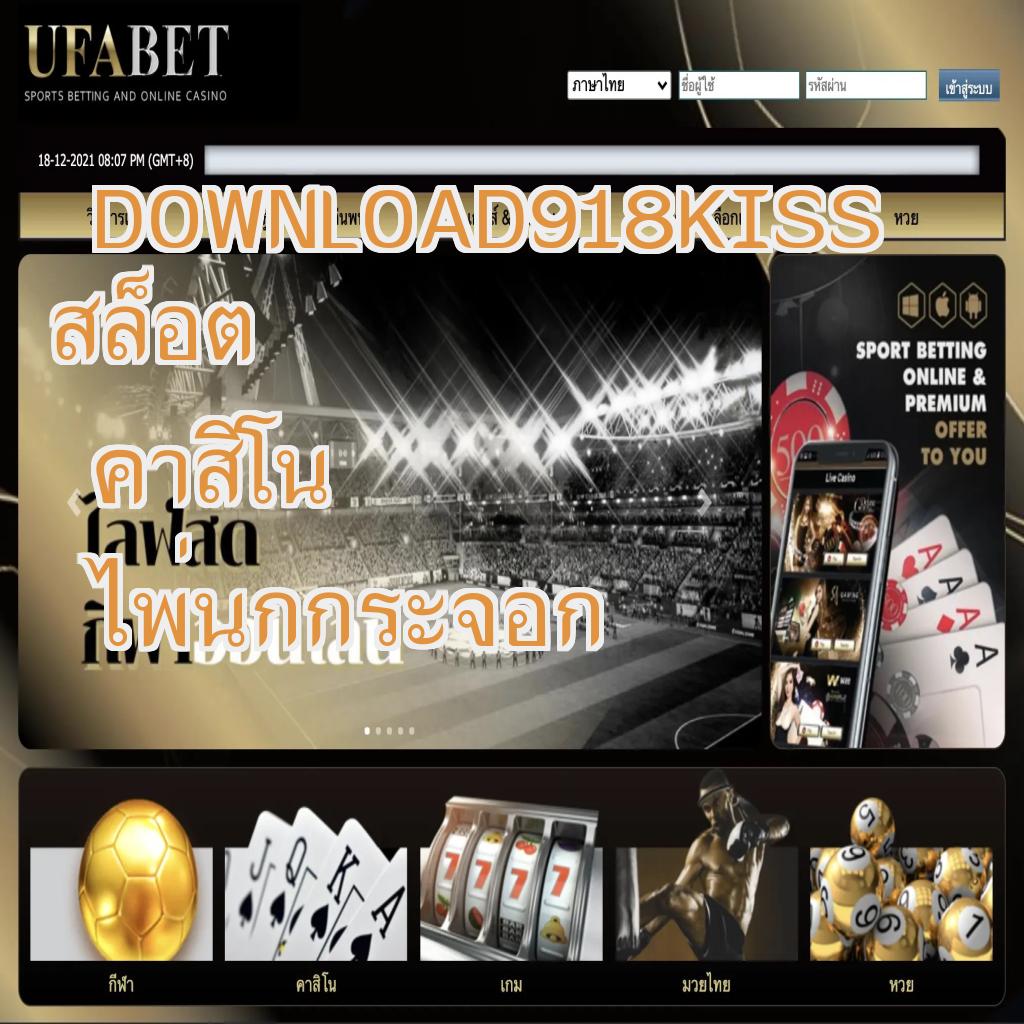 UFABET
SPORTS BETTING AND ONLINE CASINO
ภาษาไทย ชื่อผู้ใช้ รหัสผ่าน เข้าสู่ระบบ
18-12-2021 08:07 PM (GMT+8)
หวย
DOWNLOAD918KISS
สล็อต
คาสิโน
ไพ่นกกระจอก
SPORT BETTING
ONLINE &
PREMIUM
OFFER
TO YOU
Live Casino
กีฬา คาสิโน เกม มวยไทย หวย